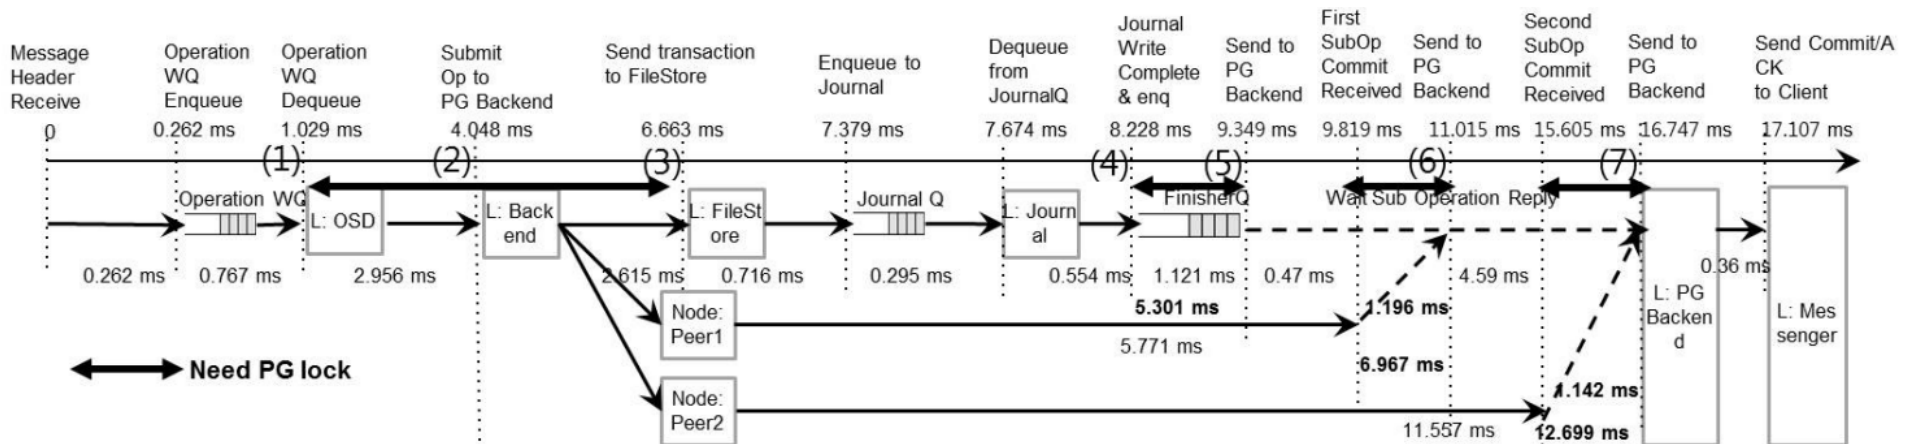 Message
Header
Receive
0
Operation
WQ
Enqueue
0.262 ms
Operation
WQ
Dequeue
1.029 ms
Submit
Op to
PG Backend
4.048 ms
Send transaction
to FileStore
6.663 ms
Enqueue to
Journal
7.379 ms
Dequeue
from
JournalQ
7.674 ms
Journal
Write
Complete
& enq
8.228 ms
Send to
PG
Backend
9.349 ms
First
SubOp
Commit
Received
9.819 ms
Send to
PG
Backend
11.075 ms
Second
SubOp
Commit
Received
15.605 ms
Send to
PG
Backend
16.747 ms
Send Commit/A
CK
to Client
17.107 ms
(1)
(2)
(3)
(4)
(5)
(6)
(7)
Operation WQ
L: OSD
L: Back
end
L: FileSt
ore
Journal Q
L: Journ
al
FinisherQ
Wait Sub Operation Reply
0.262 ms
0.767 ms
2.956 ms
2.615 ms
0.716 ms
0.295 ms
0.554 ms
1.121 ms
0.47 ms
4.59 ms
0.36 ms
Node:
Peer1
5.301 ms
5.771 ms
1.196 ms
6.967 ms
L: PG
Backen
d
L: Mes
senger
Need PG lock
Node:
Peer2
1.142 ms
11.557 ms
12.699 ms